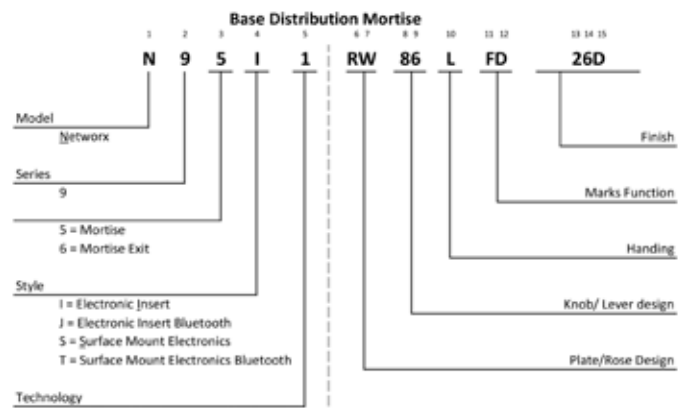 Base Distribution Mortise
1 2 3 4 5 6 7 8 9 10 11 12 13 14 15
N 9 5 I 1 RW 86 L FD 26D
Model
Networx
Finish
Series
9
Marks Function
5 = Mortise
6 = Mortise Exit
Handing
Style
I = Electronic Insert
Knob/ Lever design
J = Electronic Insert Bluetooth
S = Surface Mount Electronics
T = Surface Mount Electronics Bluetooth
Plate/Rose Design
Technology